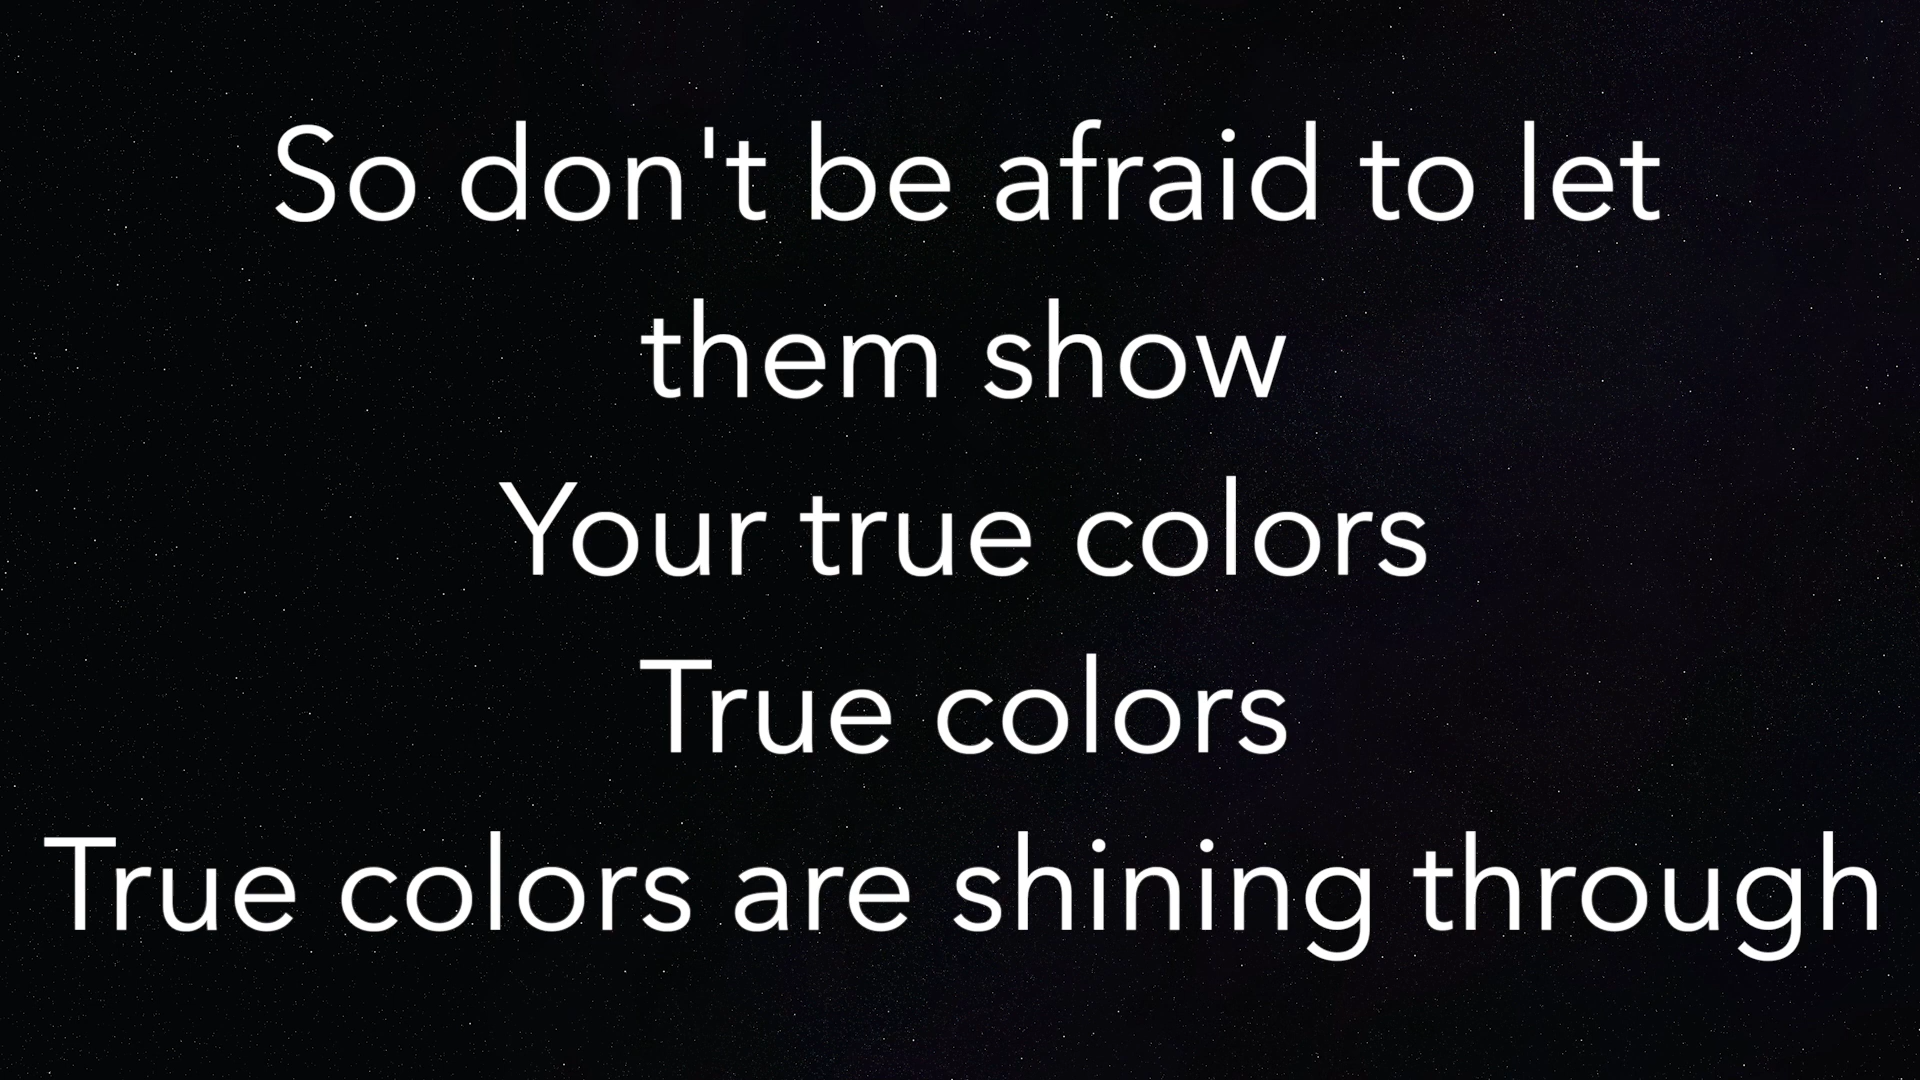 So don't be afraid to let
them show
Your true colors
True colors
True colors are shining through